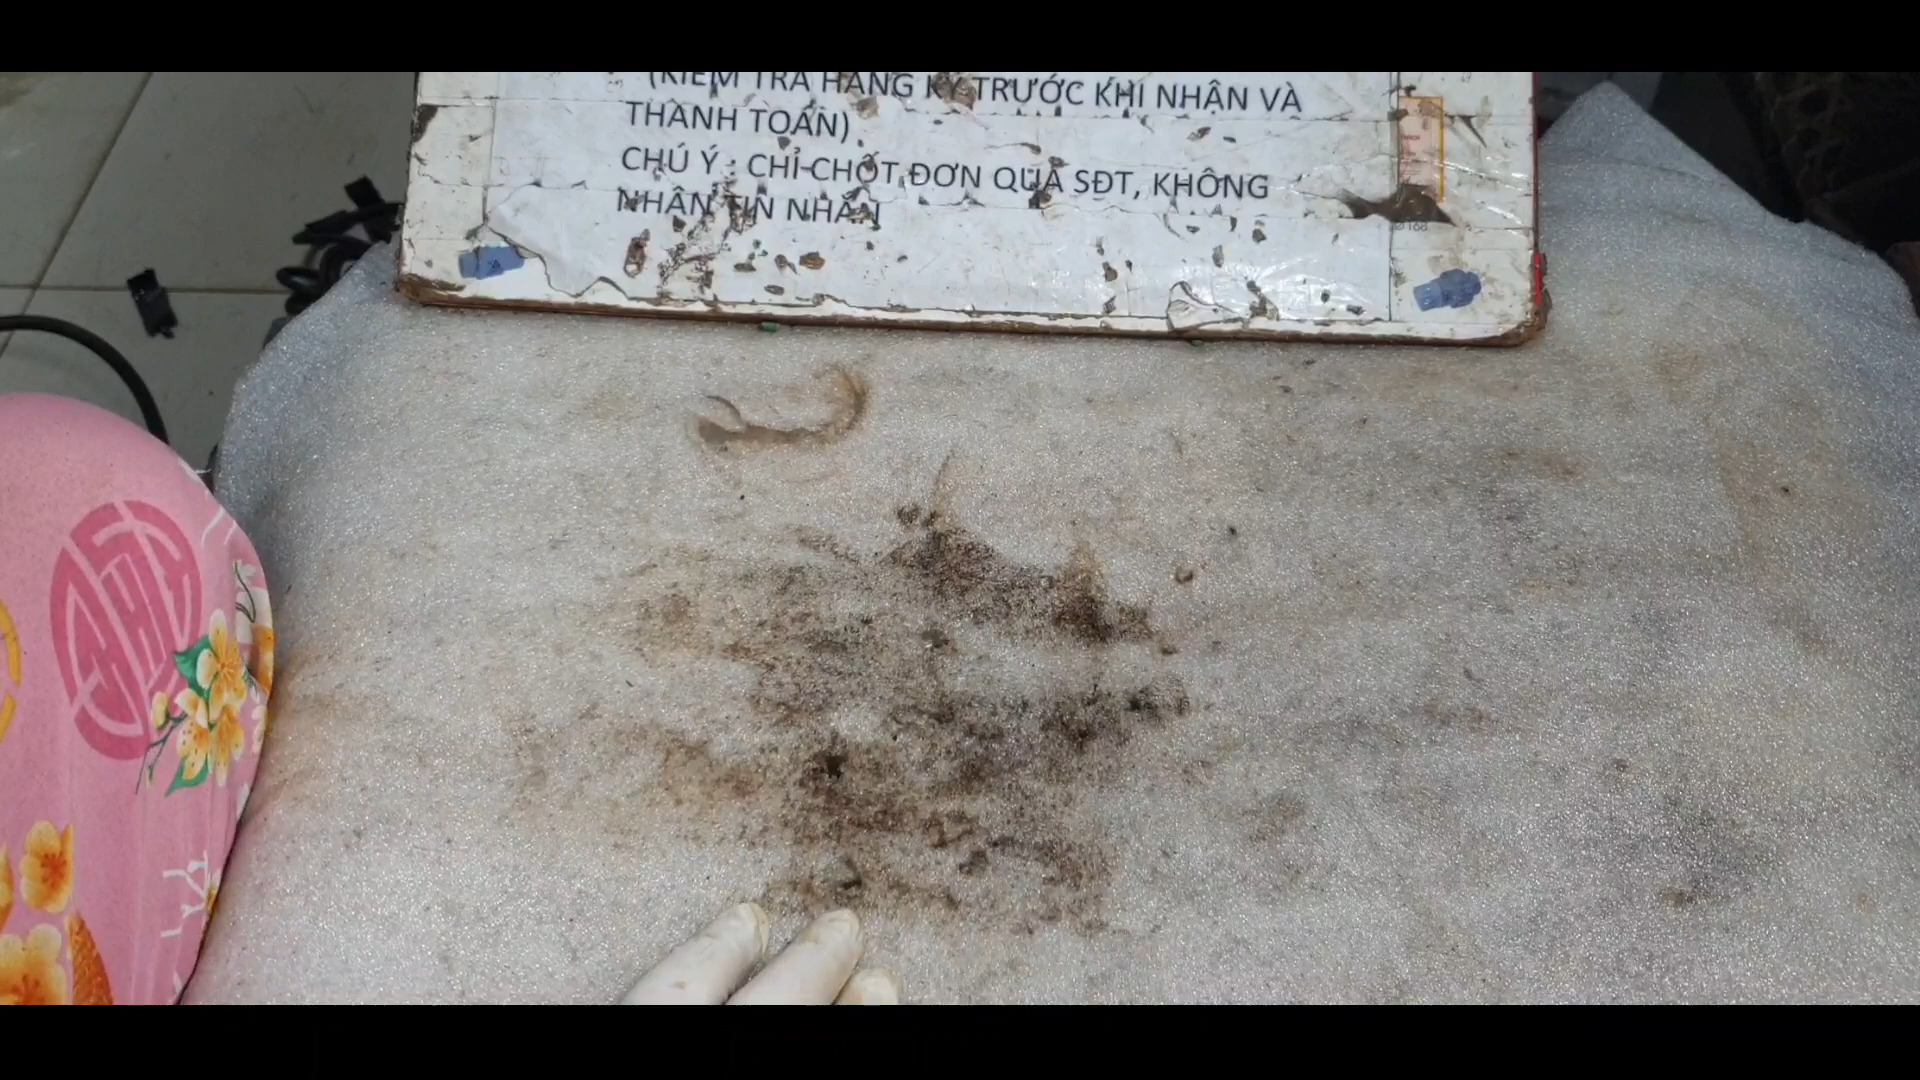 (KIỂM TRA HÀNG KỸ TRƯỚC KHI NHẬN VÀ
THANH TOÁN)
CHÚ Ý : CHỈ CHỐT ĐƠN QUA SĐT, KHÔNG
NHẬN TIN NHẮN